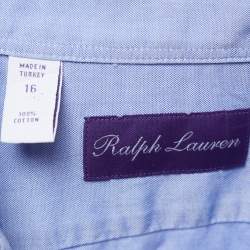 MADE IN
TURKEY
16
100%
COTTON
Ralph Lauren